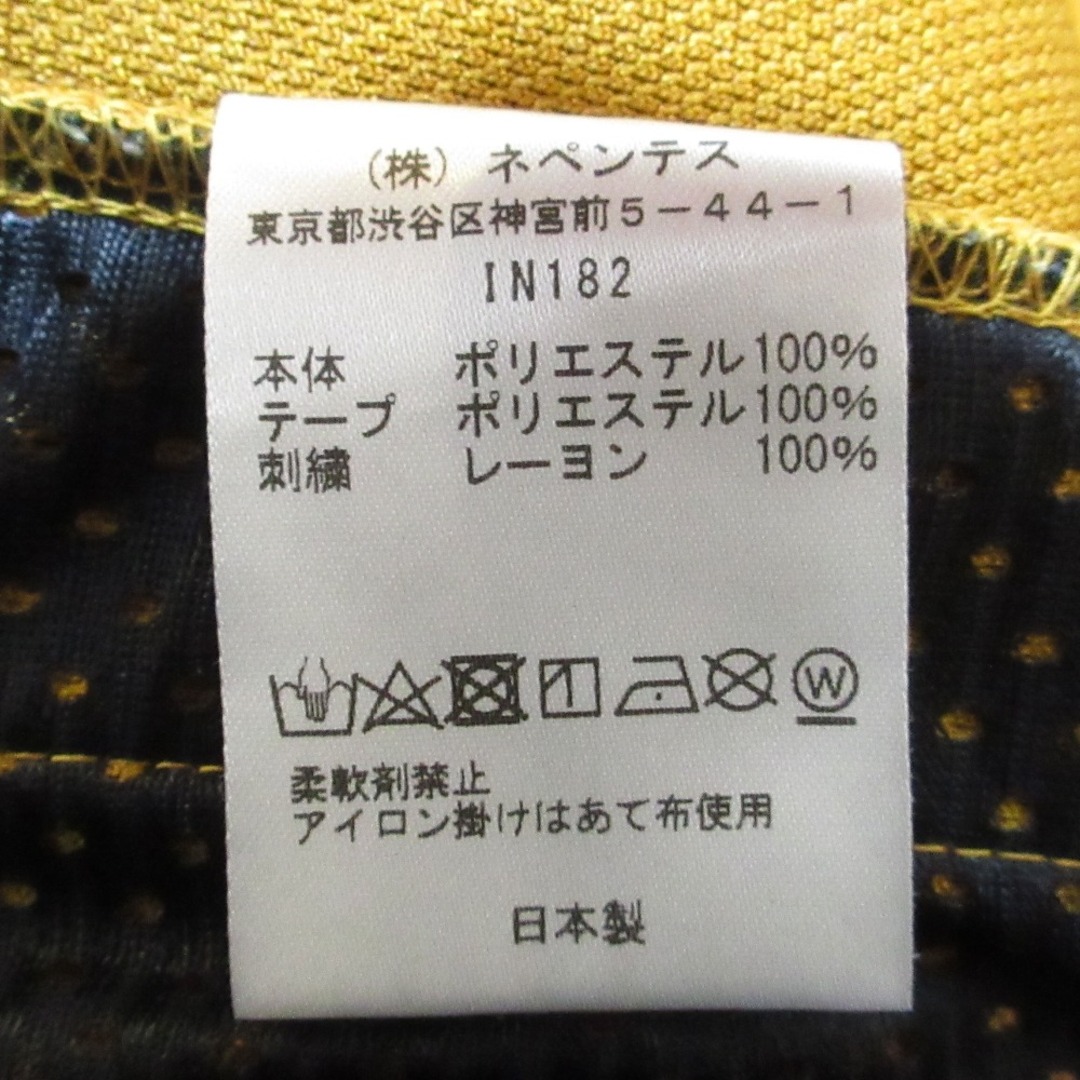 （株）ネペンテス
東京都渋谷区神宮前５－４４－１
IN182
本体 ポリエステル100%
テープ ポリエステル100%
刺繍 レーヨン 100%
W
柔軟剤禁止
アイロン掛けはあて布使用
日本製